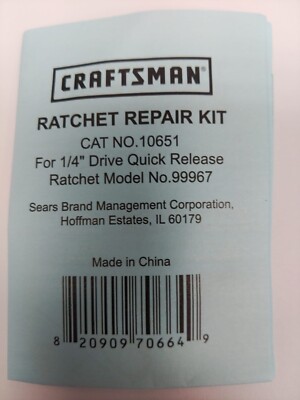 CRAFTSMAN®
RATCHET REPAIR KIT
CAT NO.10651
For 1/4" Drive Quick Release
Ratchet Model No.99967
Sears Brand Management Corporation,
Hoffman Estates, IL 60179
Made in China
8 20909 70664 9